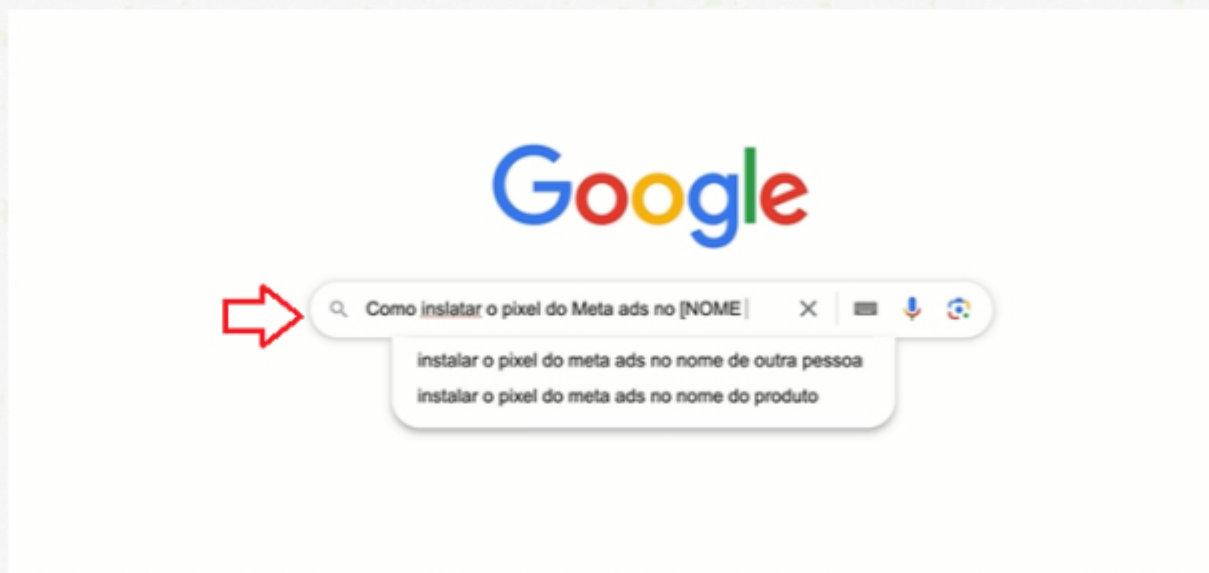 Google
Como inslatar o pixel do Meta ads no [NOME
instalar o pixel do meta ads no nome de outra pessoa
instalar o pixel do meta ads no nome do produto